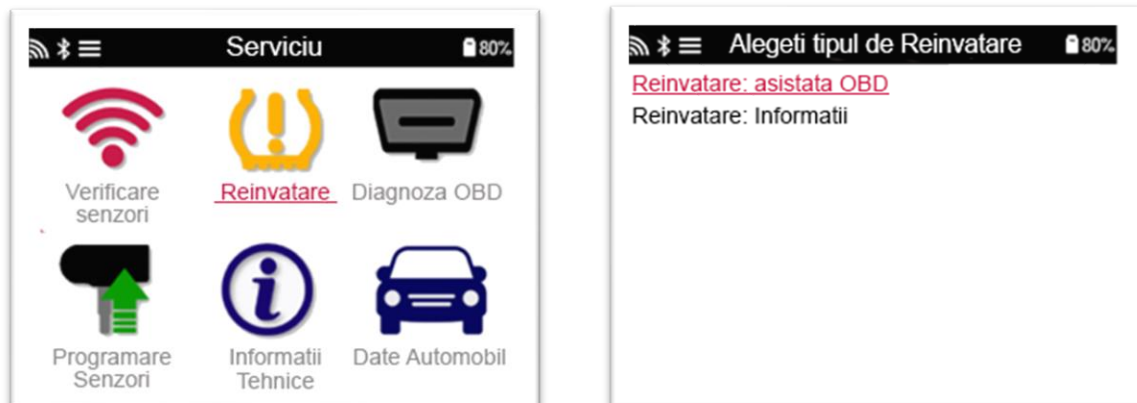 Serviciu
80%
Verificare
senzori
Reinvatare
Diagnoza OBD
Programare
Senzori
Informatii
Tehnice
Date Automobil
Alegeti tipul de Reinvatare
80%
Reinvatare: asistata OBD
Reinvatare: Informatii